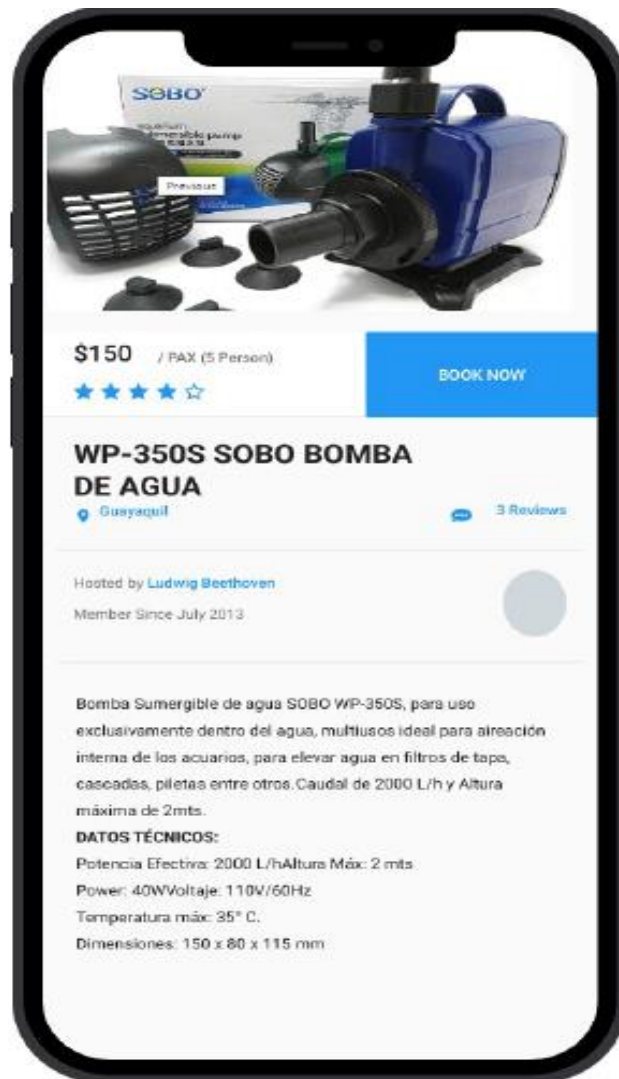 SOBO
submersible pump
Previous
$150 / PAX (5 Person)
BOOK NOW
WP-350S SOBO BOMBA
DE AGUA
Guayaquil
3 Reviews
Hosted by Ludwig Beethoven
Member Since July 2013
Bomba Sumergible de agua SOBO WP-350S, para uso
exclusivamente dentro del agua, multiusos ideal para aireación
interna de los acuarios, para elevar agua en filtros de tapa,
cascadas, piletas entre otros.Caudal de 2000 L/h y Altura
máxima de 2mts.
DATOS TÉCNICOS:
Potencia Efectiva: 2000 L/hAltura Máx: 2 mts
Power: 40WVoltaje: 110V/60Hz
Temperatura máx: 35° C.
Dimensiones: 150 x 80 x 115 mm